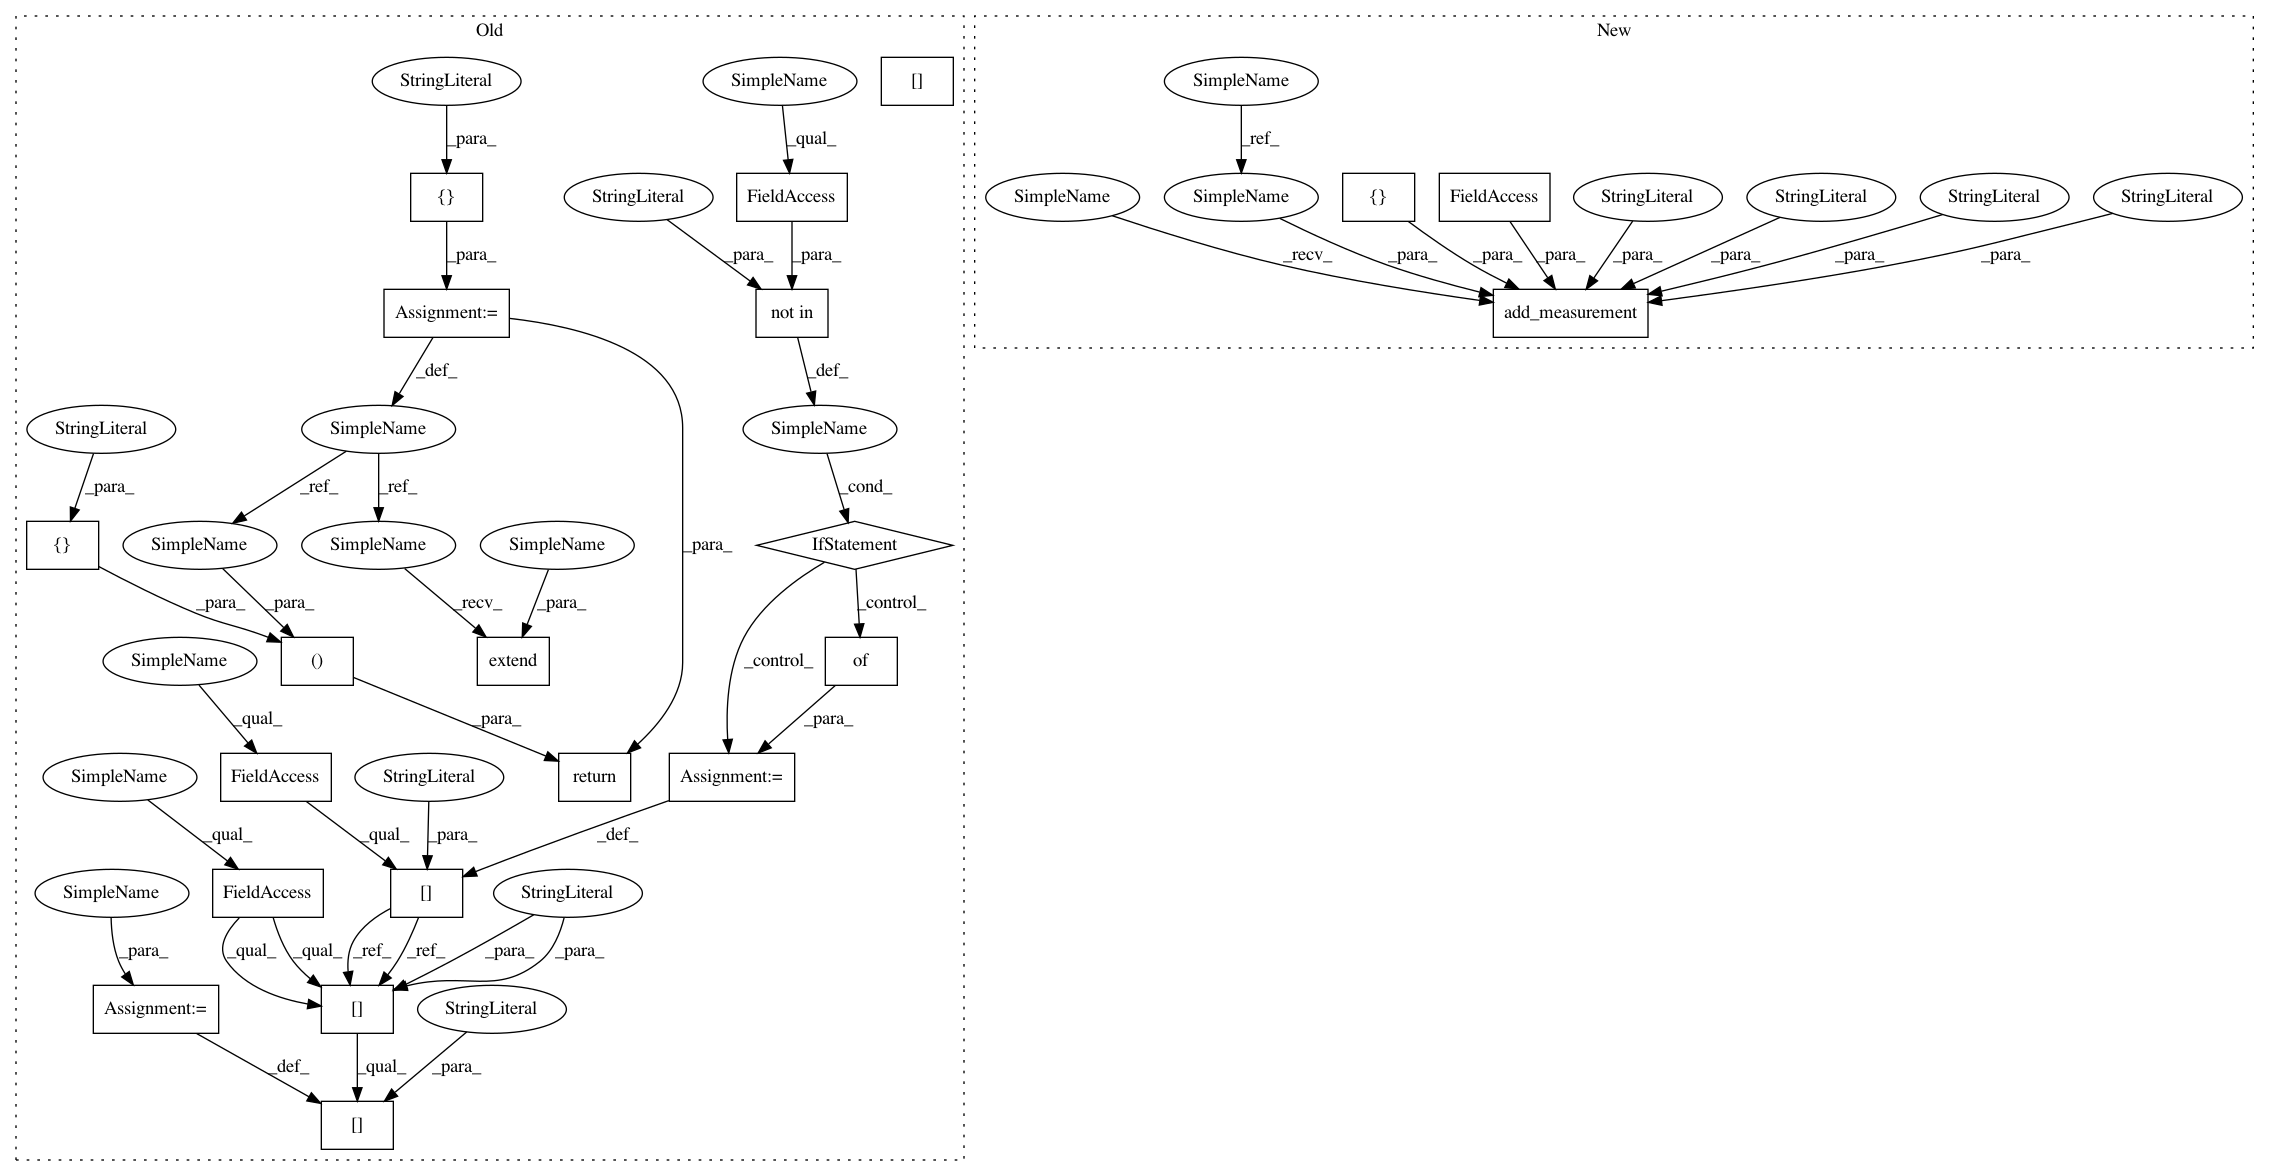 Old
New
StringLiteral
SimpleName
[]
SimpleName
_para_
_qual_
_ref_
{}
StringLiteral
FieldAccess
SimpleName
SimpleName
{}
FieldAccess
StringLiteral
StringLiteral
StringLiteral
StringLiteral
_para_
_para_
_para_
_recv_
_para_
_para_
_para_
_para_
_para_
_para_
_para_
Assignment:=
not in
add_measurement
_def_
_def_
StringLiteral
SimpleName
SimpleName
_para_
_ref_
_ref_
_cond_
{}
SimpleName
SimpleName
SimpleName
IfStatement
_para_
_para_
_para_
_recv_
_para_
_control_
SimpleName
()
extend
_control_
of
_qual_
_para_
_para_
SimpleName
FieldAccess
StringLiteral
return
Assignment:=
_qual_
_qual_
_para_
_def_
SimpleName
FieldAccess
[]
StringLiteral
_para_
_qual_
_qual_
_ref_
_ref_
_para_
_para_
Assignment:=
[]
StringLiteral
_def_
_qual_
_para_
[]